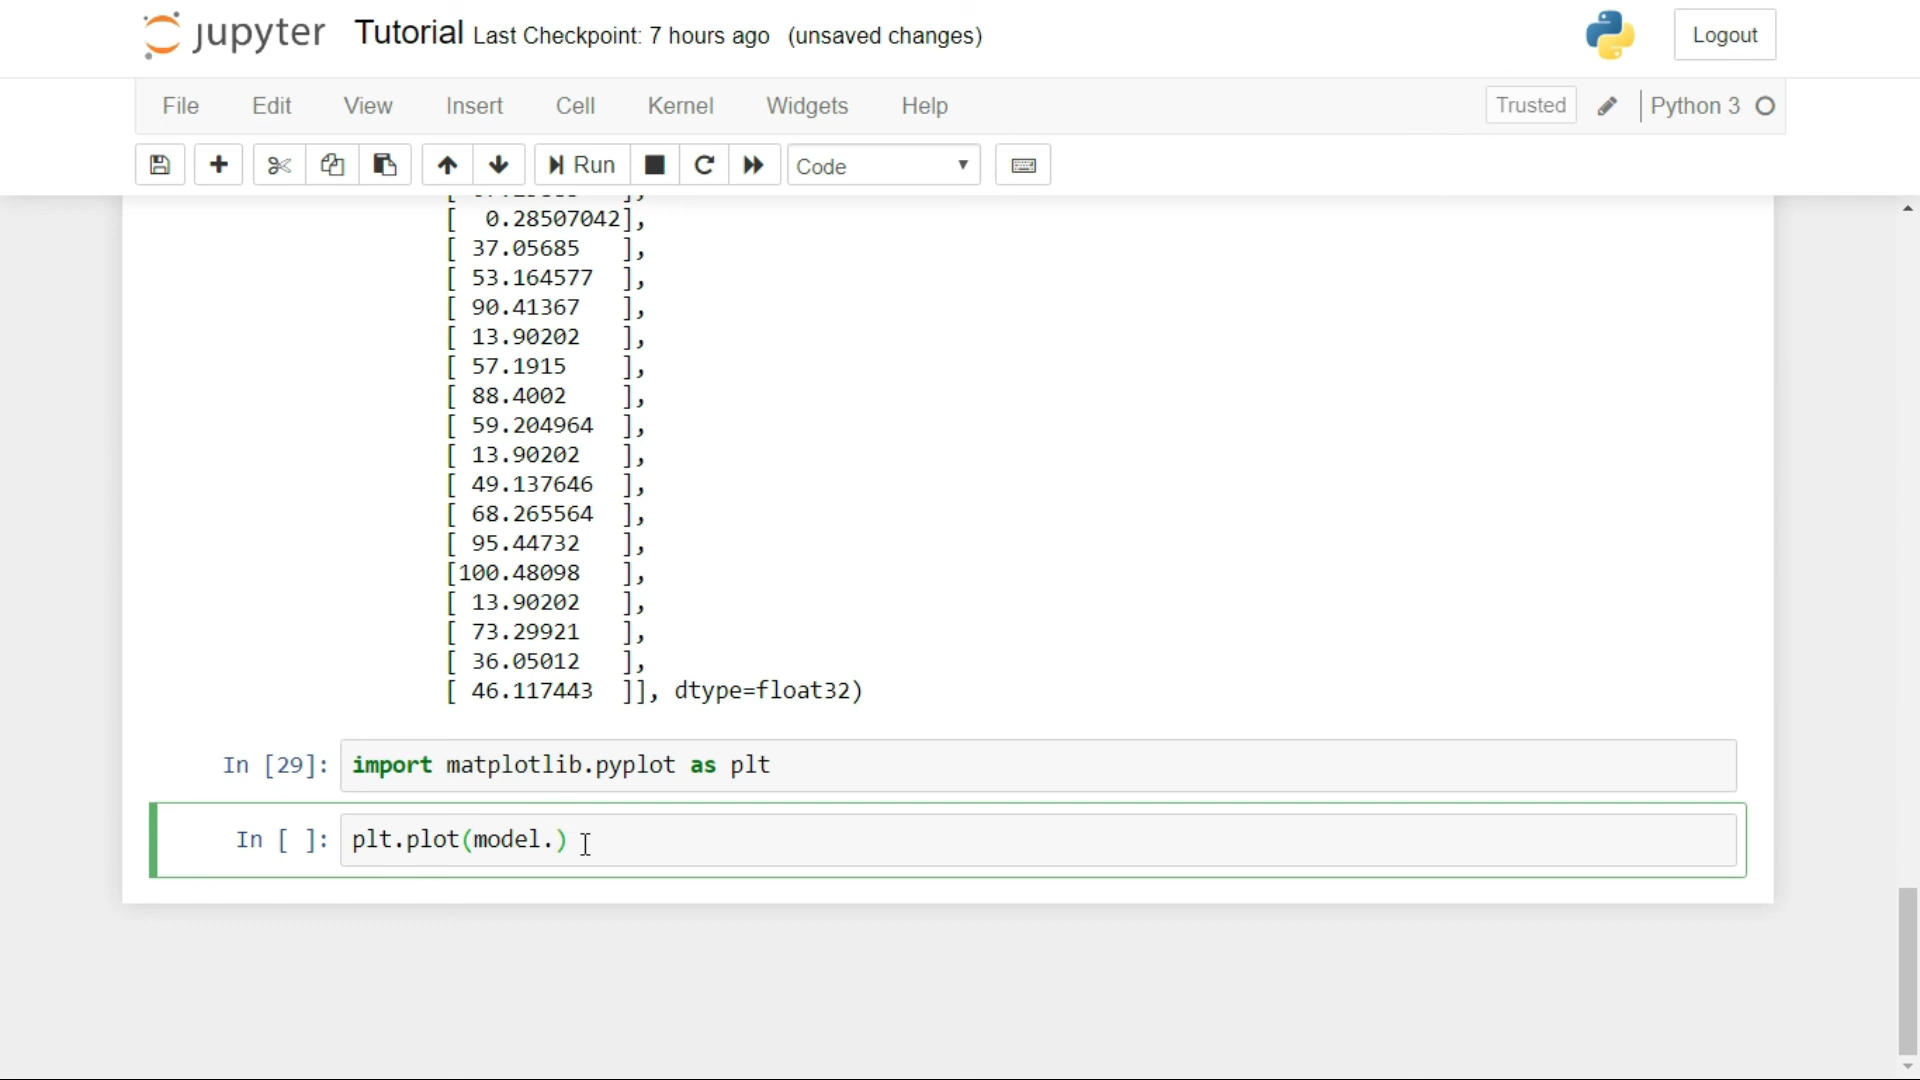 jupyter Tutorial Last Checkpoint: 7 hours ago (unsaved changes) Logout
File Edit View Insert Cell Kernel Widgets Help Trusted Python 3
Run Code
[ 0.28507042],
[ 37.05685 ],
[ 53.164577 ],
[ 90.41367 ],
[ 13.90202 ],
[ 57.1915 ],
[ 88.4002 ],
[ 59.204964 ],
[ 13.90202 ],
[ 49.137646 ],
[ 68.265564 ],
[ 95.44732 ],
[100.48098 ],
[ 13.90202 ],
[ 73.29921 ],
[ 36.05012 ],
[ 46.117443 ]], dtype=float32)
In [29]: import matplotlib.pyplot as plt
In [ ]: plt.plot(model.)